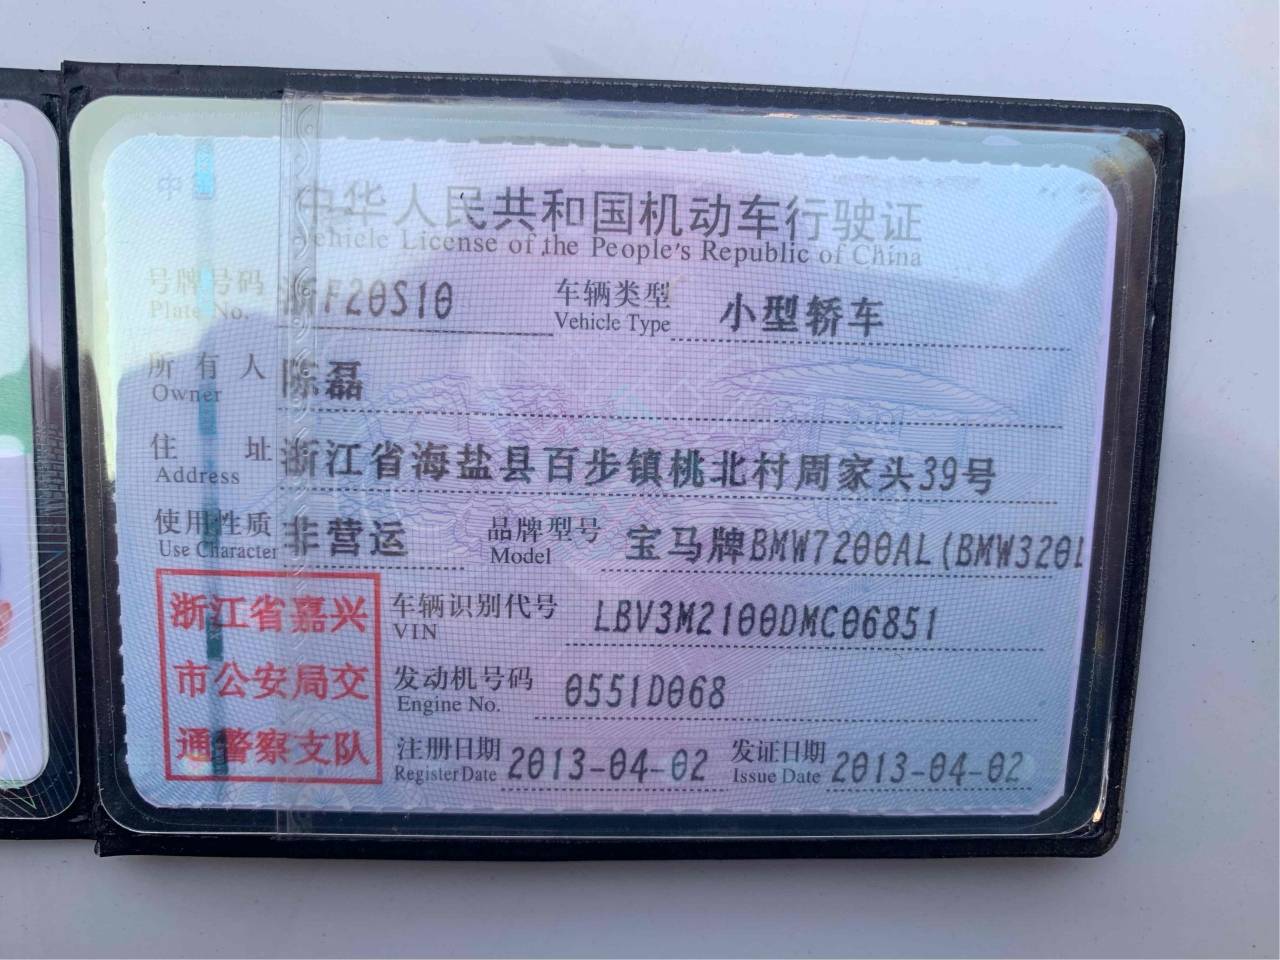 中华人民共和国机动车行驶证
Vehicle License of the People's Republic of China
号牌号码 浙F20S10 车辆类型 小型轿车
Plate No. Vehicle Type
所有人 陈磊
Owner
住址 浙江省海盐县百步镇桃北村周家头39号
Address
使用性质 非营运 品牌型号 宝马牌BMW7200AL(BMW320L
Use Character Model
浙江省嘉兴
市公安局交
通警察支队
车辆识别代号 LBV3M2100DMC06851
VIN
发动机号码 0551D068
Engine No.
注册日期 2013-04-02 发证日期 2013-04-02
Register Date Issue Date